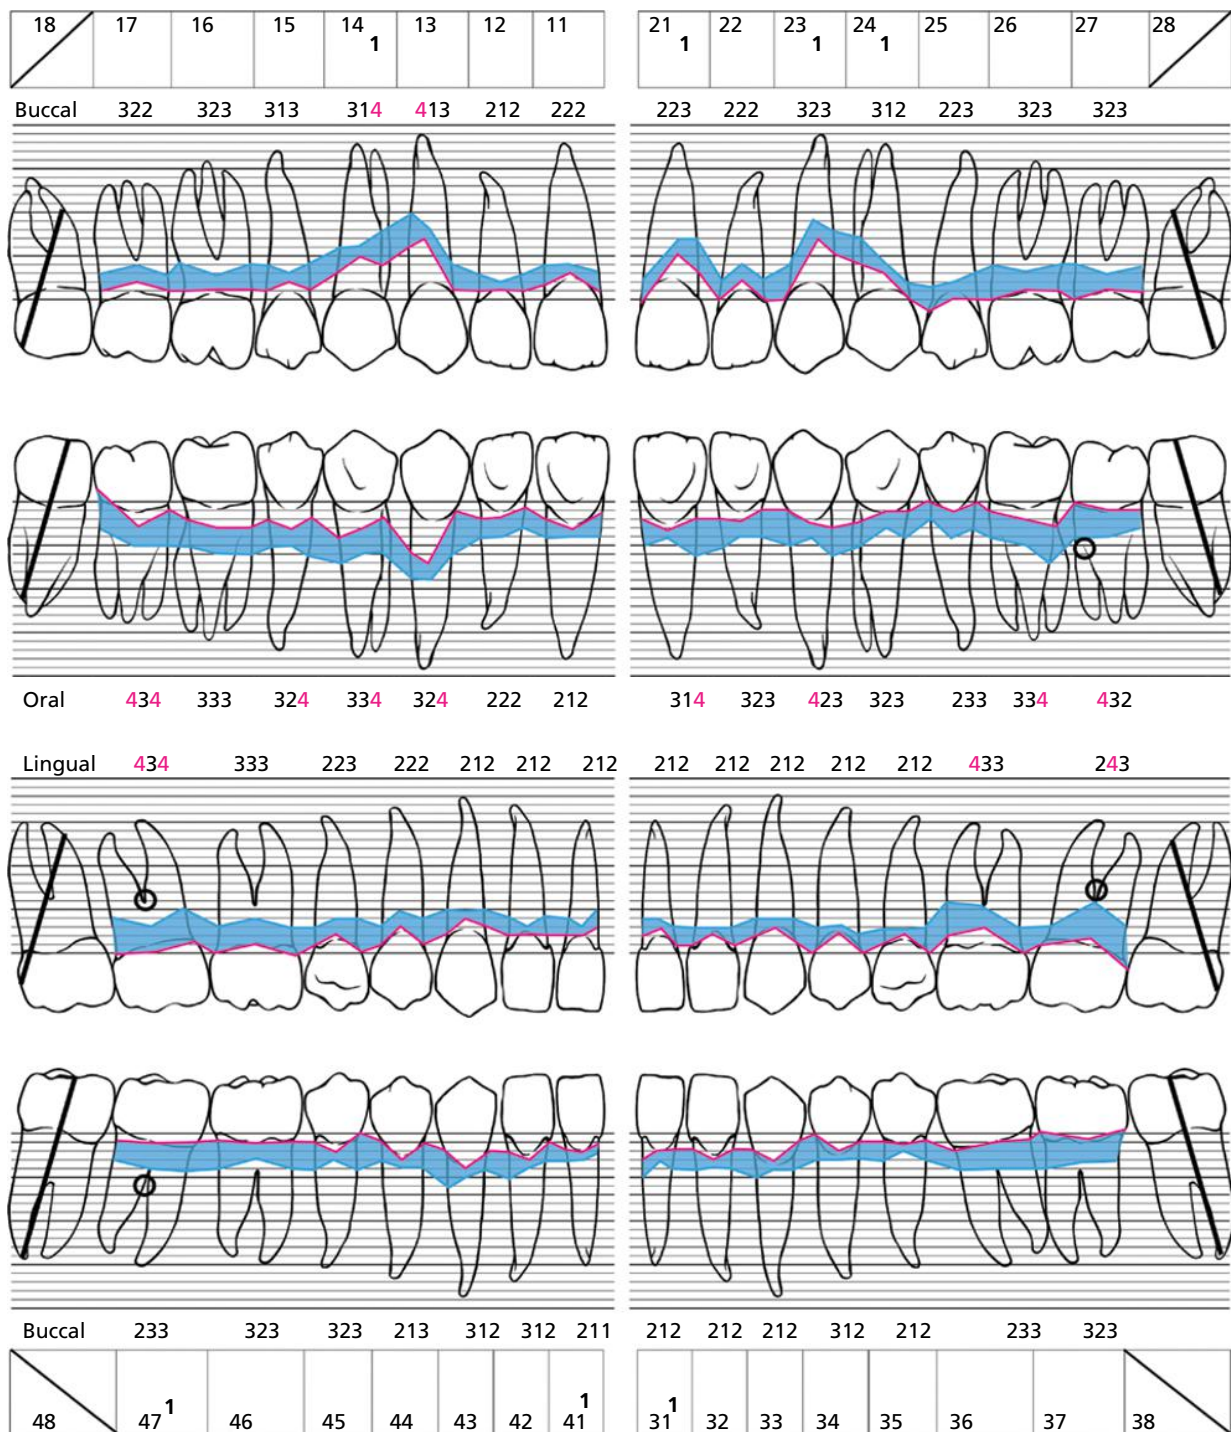 18 17 16 15 14 1 13 12 11 21 1 22 23 1 24 1 25 26 27 28
Buccal 322 323 313 314 413 212 222 223 222 323 312 223 323 323
Oral 434 333 324 334 324 222 212 314 323 423 323 233 334 432
Lingual 434 333 223 222 212 212 212 212 212 212 212 212 433 243
Buccal 233 323 323 213 312 312 211 212 212 212 312 212 233 323
48 47 1 46 45 44 43 42 41 1 31 1 32 33 34 35 36 37 38